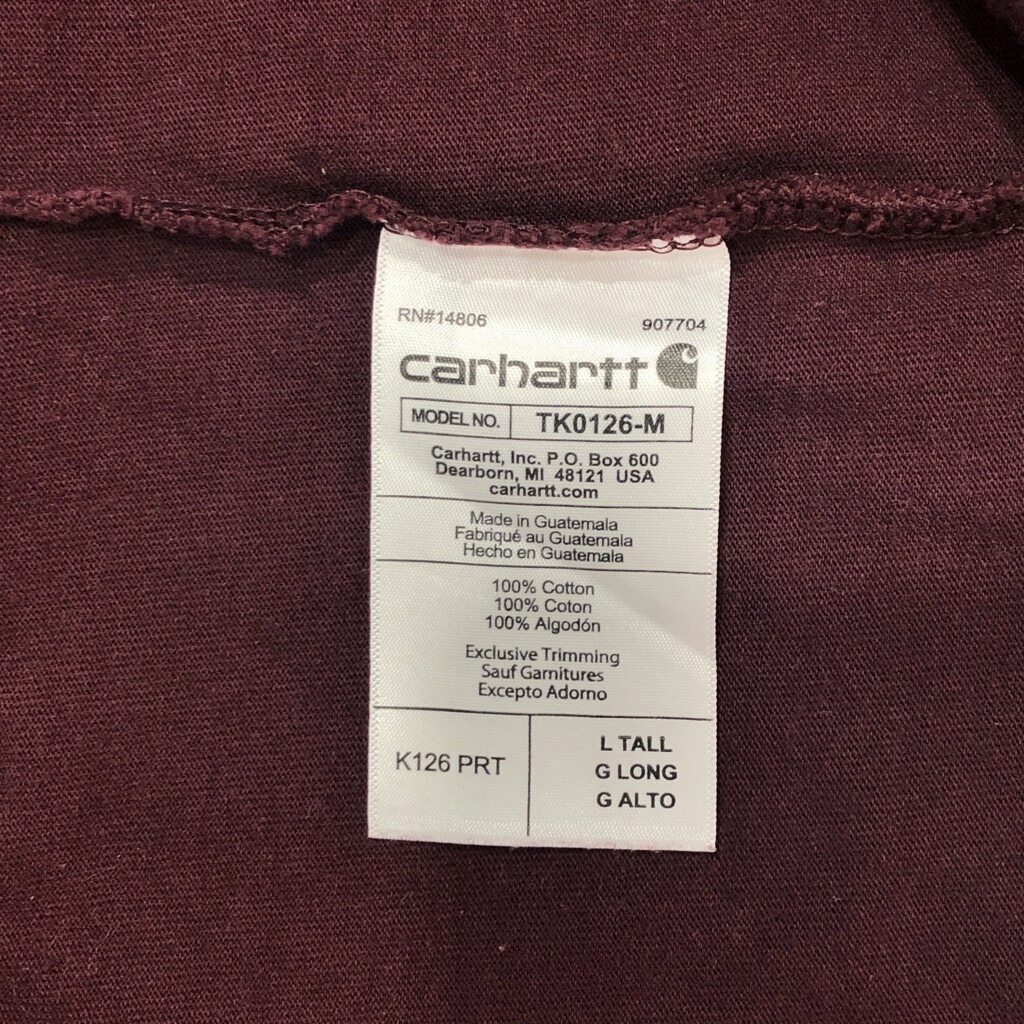 RN#14806 907704
carhartt
MODEL NO. TK0126-M
Carhartt, Inc. P.O. Box 600
Dearborn, MI 48121 USA
carhartt.com
Made in Guatemala
Fabriqué au Guatemala
Hecho en Guatemala
100% Cotton
100% Coton
100% Algodón
Exclusive Trimming
Sauf Garnitures
Excepto Adorno
K126 PRT
L TALL
G LONG
G ALTO